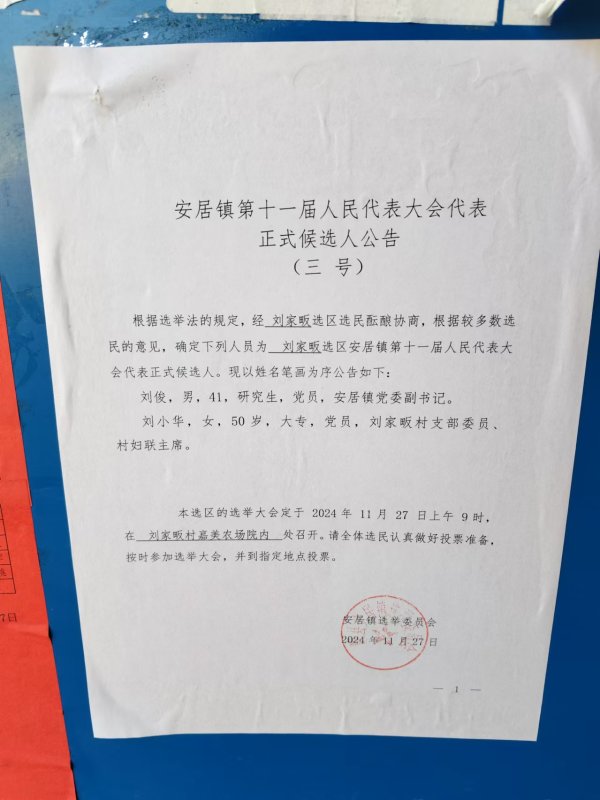 安居镇第十一届人民代表大会代表
正式候选人公告
（三 号）
根据选举法的规定，经 刘家畈选区选民酝酿协商，根据较多数选
民的意见，确定下列人员为 刘家畈选区安居镇第十一届人民代表大
会代表正式候选人。现以姓名笔画为序公告如下：
刘俊，男，41，研究生，党员，安居镇党委副书记。
刘小华，女，50 岁，大专，党员，刘家畈村支部委员、
村妇联主席。
本选区的选举大会定于 2024 年 11 月 27 日上午 9 时，
在 刘家畈村嘉美农场院内 处召开。请全体选民认真做好投票准备，
按时参加选举大会，并到指定地点投票。
安居镇选举委员会
2024 年 11 月 27 日
— 1 —
7日